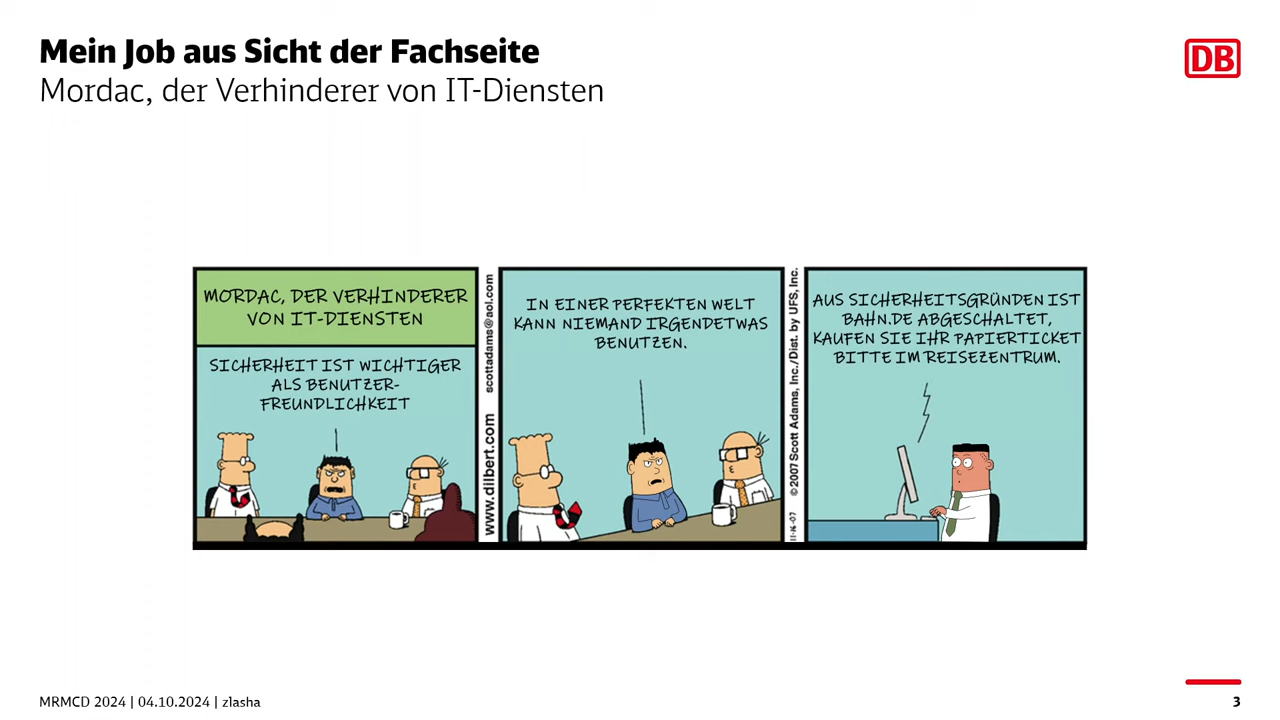 Mein Job aus Sicht der Fachseite
Mordac, der Verhinderer von IT-Diensten
DB
MORDAC, DER VERHINDERER
VON IT-DIENSTEN
SICHERHEIT IST WICHTIGER
ALS BENUTZER-
FREUNDLICHKEIT
www.dilbert.com scottadams@aol.com
IN EINER PERFEKTEN WELT
KANN NIEMAND IRGENDETWAS
BENUTZEN.
11-16-07 ©2007 Scott Adams, Inc./Dist. by UFS, Inc.
AUS SICHERHEITSGRÜNDEN IST
BAHN.DE ABGESCHALTET,
KAUFEN SIE IHR PAPIERTICKET
BITTE IM REISEZENTRUM.
MRMCD 2024 | 04.10.2024 | zlasha
3